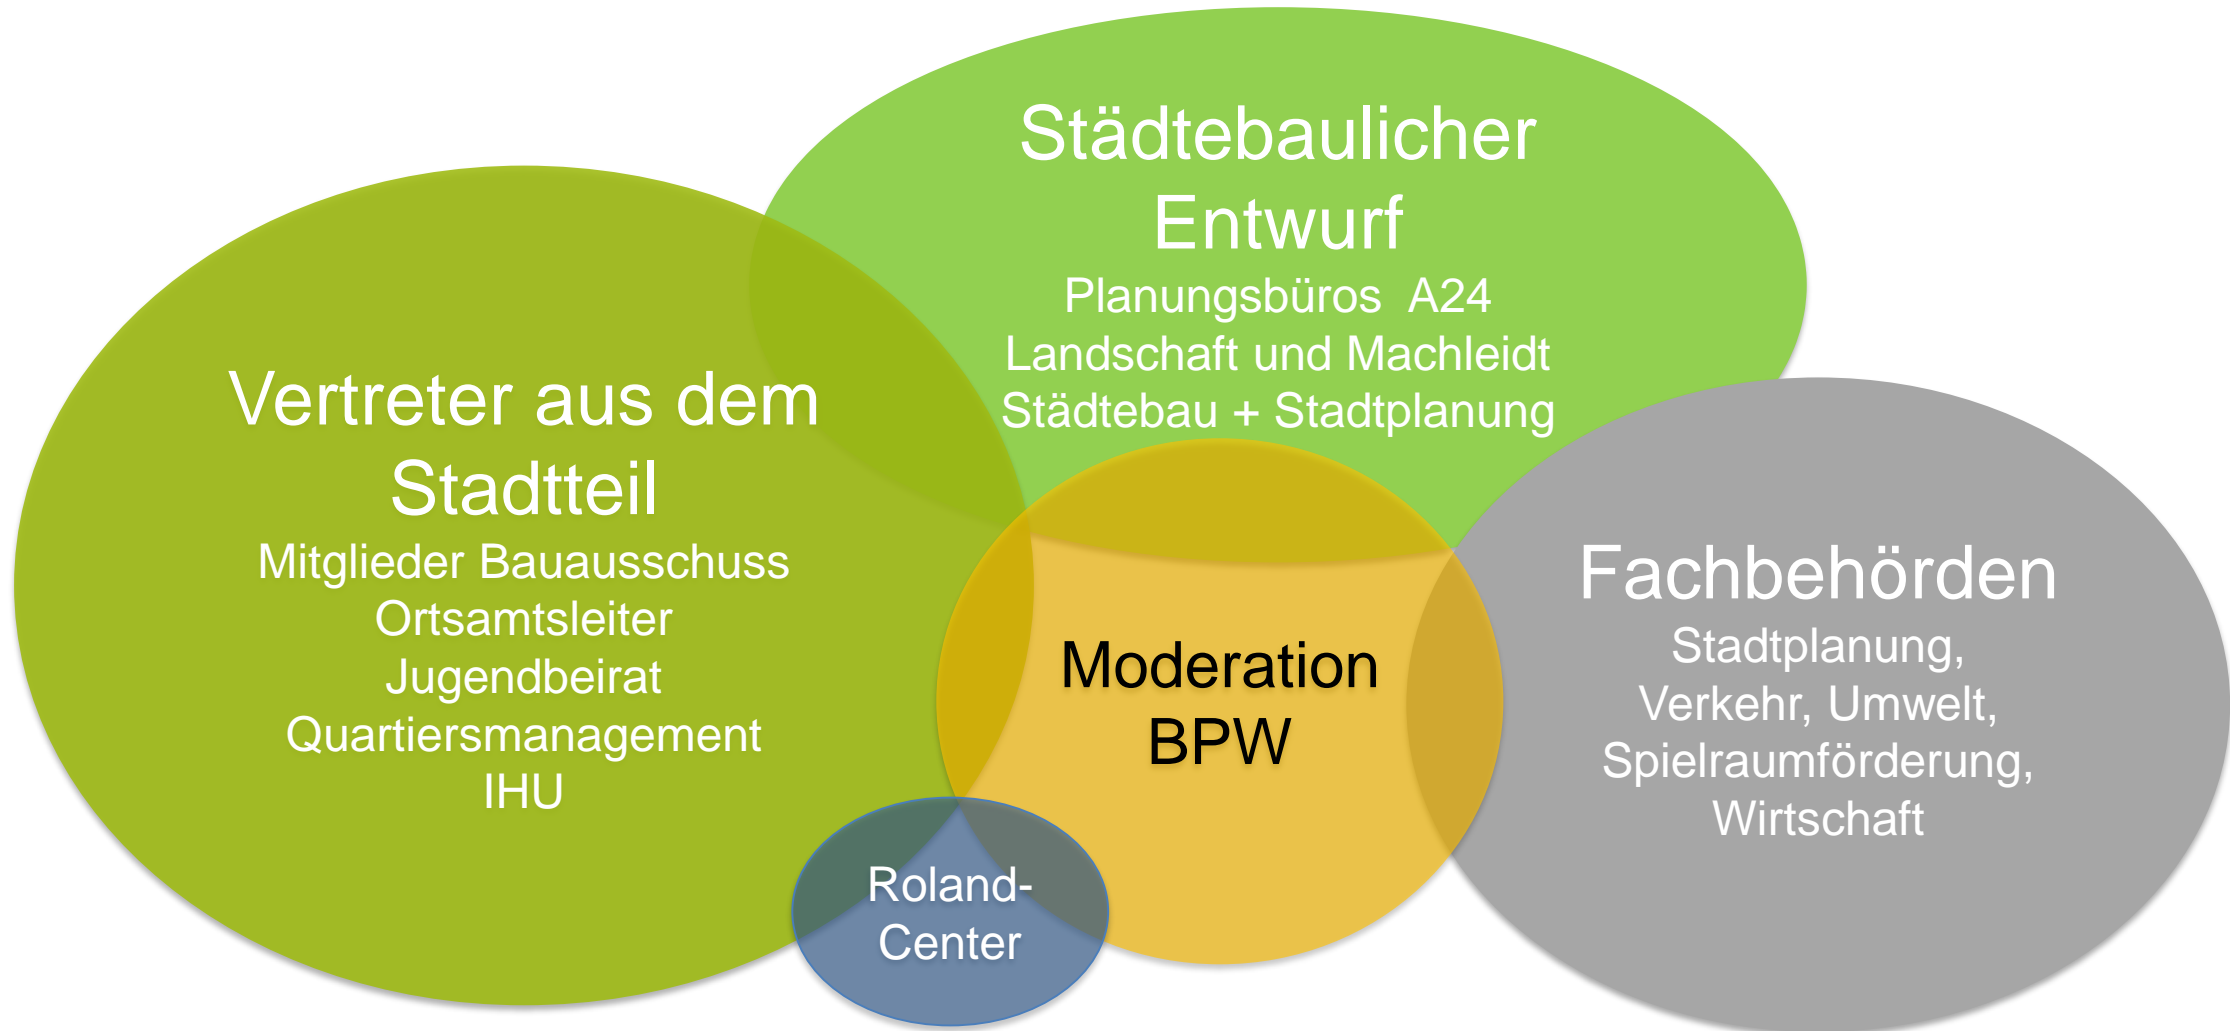 Städtebaulicher
Entwurf
Planungsbüros A24
Landschaft und Machleidt
Städtebau + Stadtplanung
Vertreter aus dem
Stadtteil
Mitglieder Bauausschuss
Ortsamtsleiter
Jugendbeirat
Quartiersmanagement
IHU
Moderation
BPW
Fachbehörden
Stadtplanung,
Verkehr, Umwelt,
Spielraumförderung,
Wirtschaft
Roland-
Center